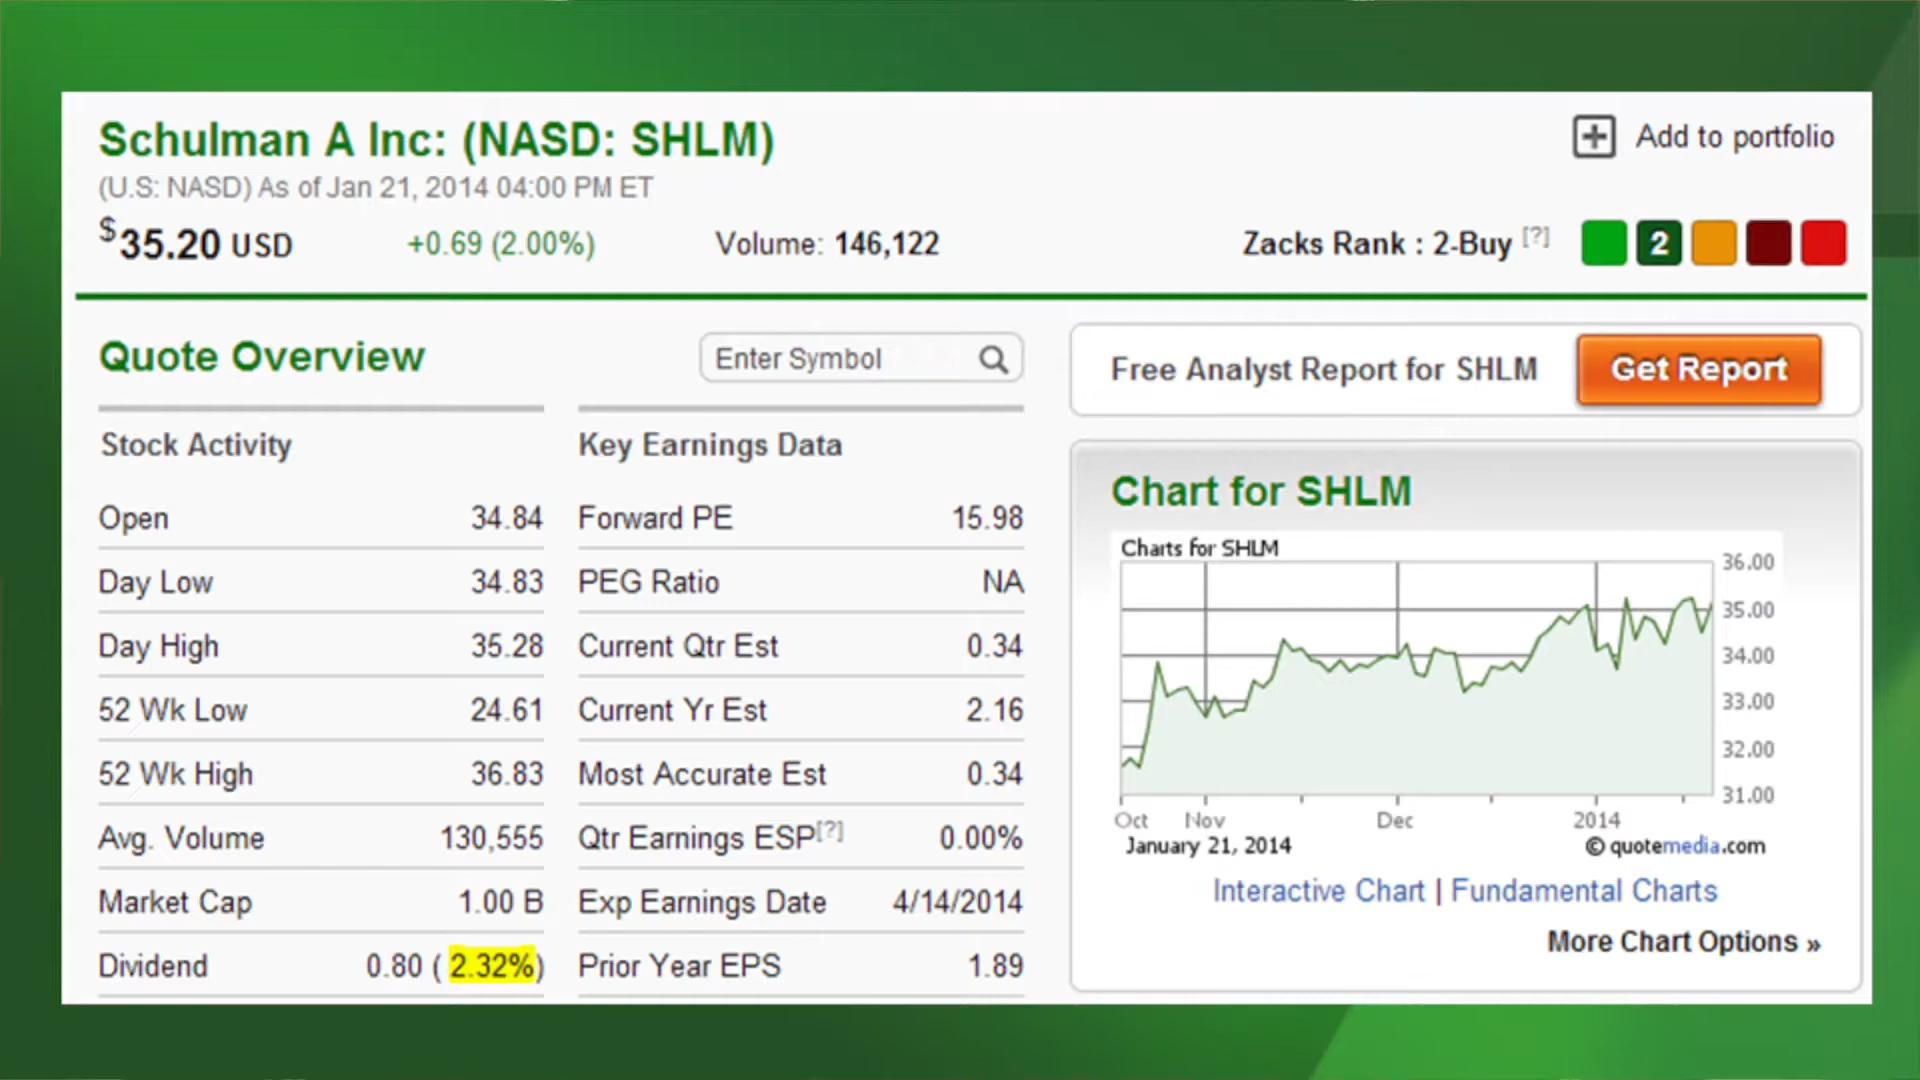 Schulman A Inc: (NASD: SHLM)
Add to portfolio
(U.S: NASD) As of Jan 21, 2014 04:00 PM ET
$35.20 USD +0.69 (2.00%) Volume: 146,122 Zacks Rank : 2-Buy [?] 2
Quote Overview
Enter Symbol
Stock Activity
Open 34.84
Day Low 34.83
Day High 35.28
52 Wk Low 24.61
52 Wk High 36.83
Avg. Volume 130,555
Market Cap 1.00 B
Dividend 0.80 ( 2.32%)
Key Earnings Data
Forward PE 15.98
PEG Ratio NA
Current Qtr Est 0.34
Current Yr Est 2.16
Most Accurate Est 0.34
Qtr Earnings ESP[?] 0.00%
Exp Earnings Date 4/14/2014
Prior Year EPS 1.89
Free Analyst Report for SHLM Get Report
Chart for SHLM
Charts for SHLM
36.00
35.00
34.00
33.00
32.00
31.00
Oct Nov Dec 2014
January 21, 2014 © quotemedia.com
Interactive Chart | Fundamental Charts
More Chart Options »